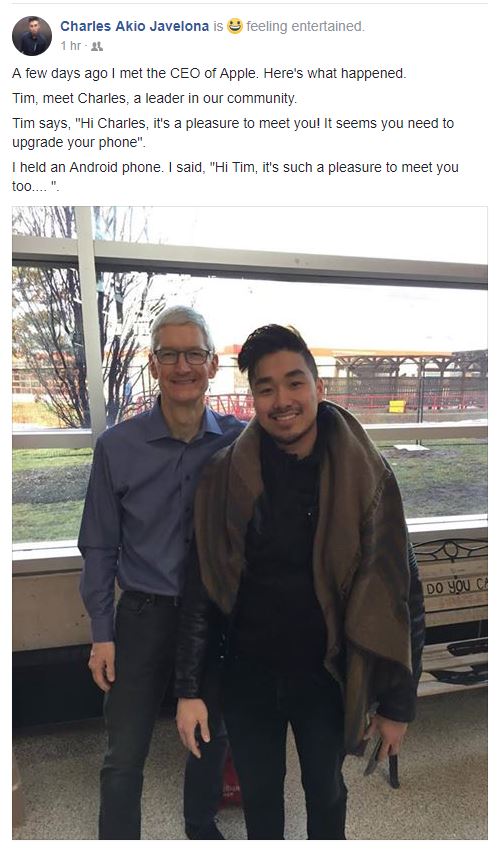 Charles Akio Javelona is feeling entertained.
1 hr ·
A few days ago I met the CEO of Apple. Here's what happened.
Tim, meet Charles, a leader in our community.
Tim says, "Hi Charles, it's a pleasure to meet you! It seems you need to
upgrade your phone".
I held an Android phone. I said, "Hi Tim, it's such a pleasure to meet you
too.... ".
DO YOU CA